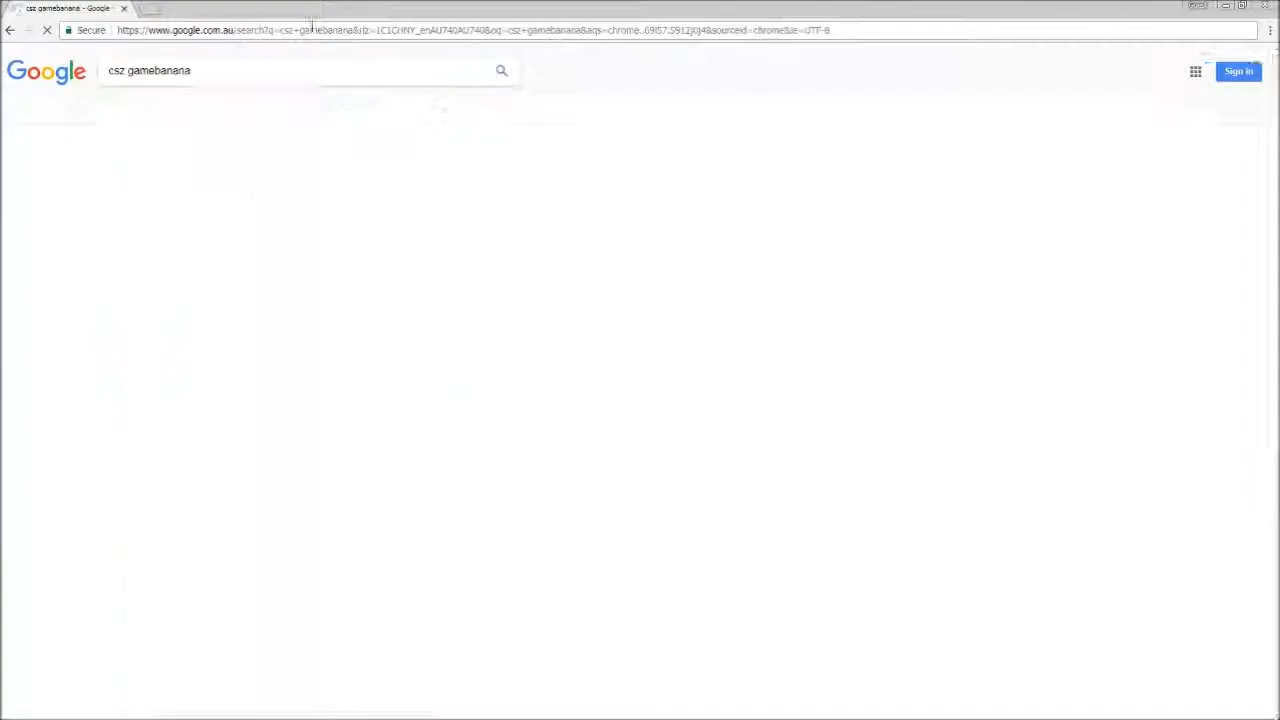 csz gamebanana - Google
Secure https://www.google.com.au/search?q=csz+gamebanana
Google csz gamebanana
Sign in